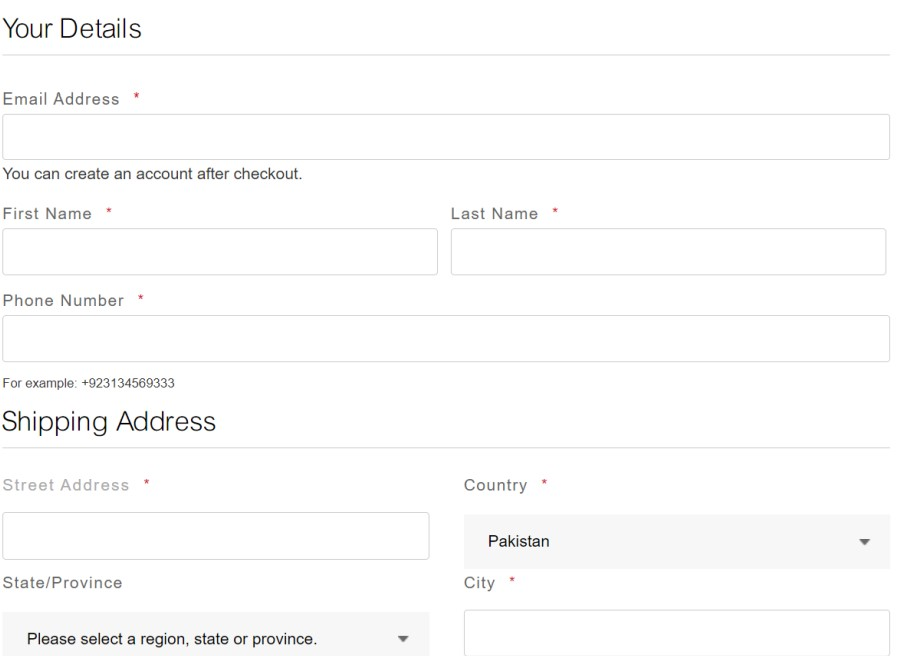 Your Details
Email Address *
You can create an account after checkout.
First Name * Last Name *
Phone Number *
For example: +923134569333
Shipping Address
Street Address * Country *
Pakistan
State/Province City *
Please select a region, state or province.